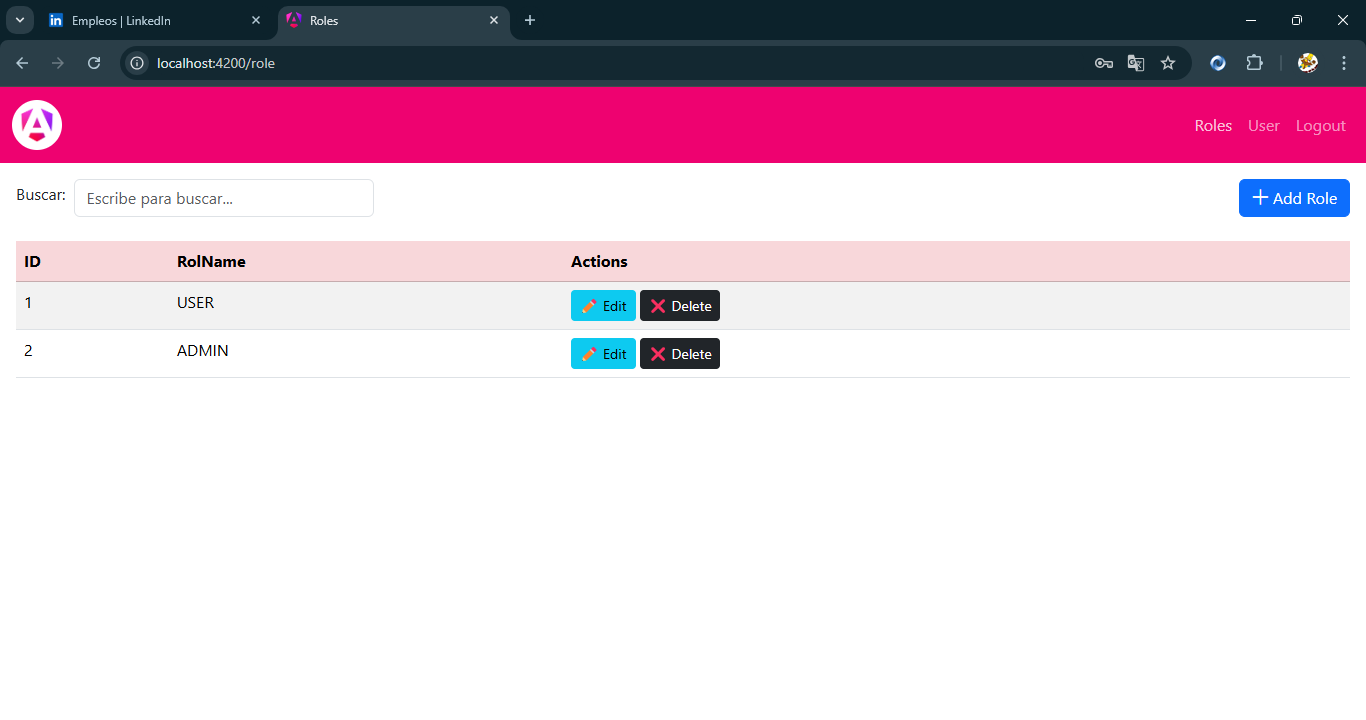 Empleos | LinkedIn
Roles
localhost:4200/role
Roles User Logout
Buscar: Escribe para buscar... + Add Role
ID RolName Actions
1 USER Edit Delete
2 ADMIN Edit Delete